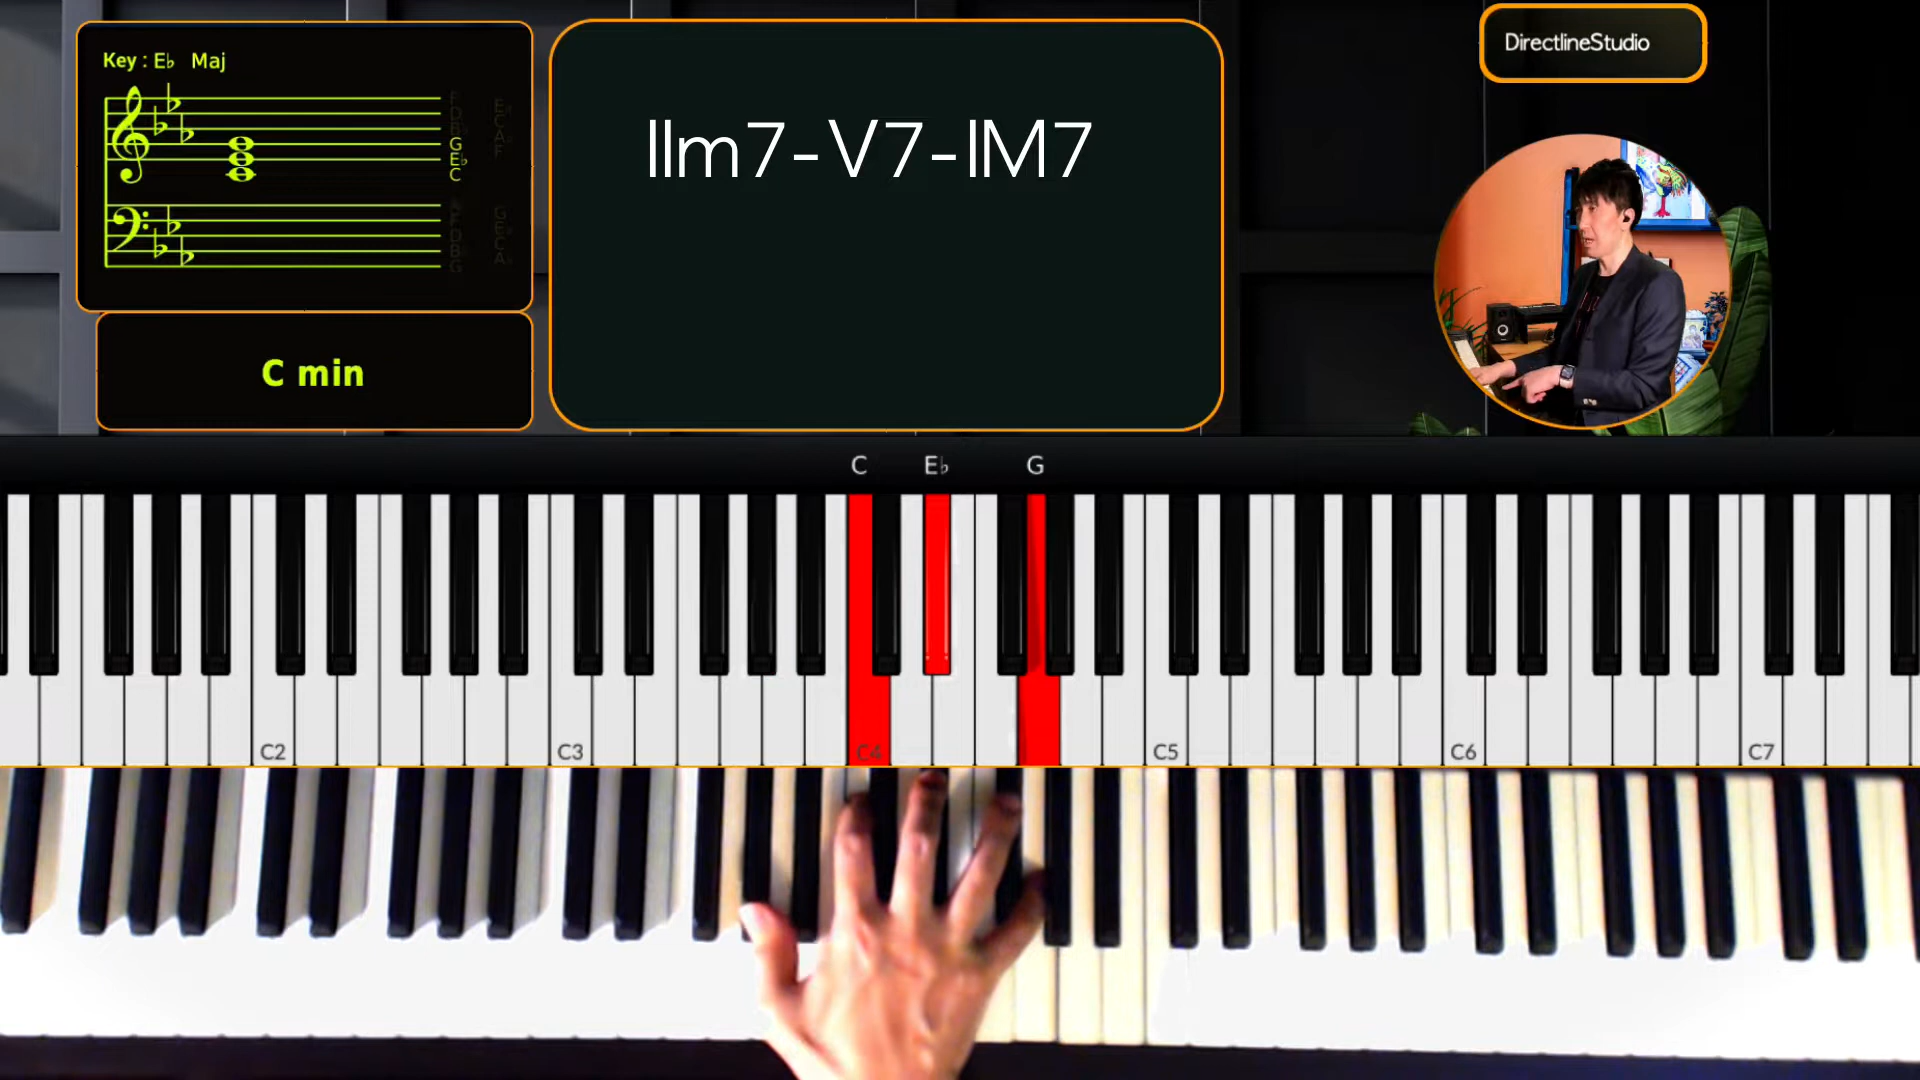 Key : E♭ Maj
G
E♭
C
C min
IIm7-V7-IM7
DirectlineStudio
C E♭ G
C2 C3 C4 C5 C6 C7